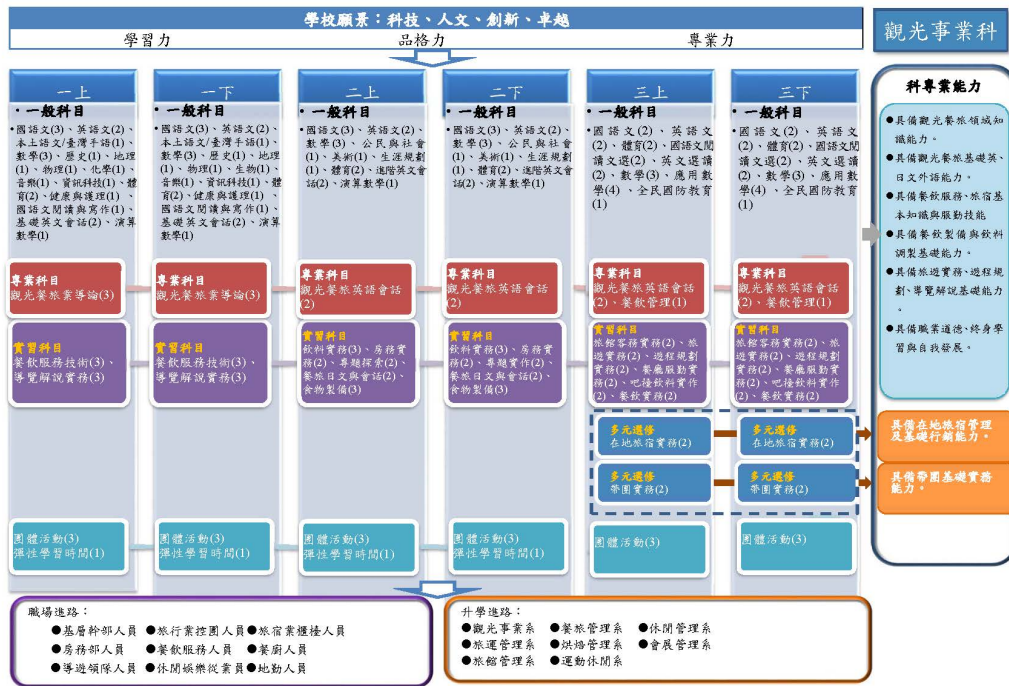 學校願景：科技、人文、創新、卓越
學習力
品格力
專業力
觀光事業科
一上
• 一般科目
•國語文(3)、英語文(2)、
本土語文/臺灣手語(1)、
數學(3)、歷史(1)、地理
(1)、物理(1)、化學(1)、
音樂(1)、資訊科技(1)、體
育(2)、健康與護理(1)、
國語文閱讀與寫作(1)、
基礎英文會話(2)、演算
數學(1)
專業科目
觀光餐旅業導論(3)
實習科目
餐飲服務技術(3)、
導覽解說實務(3)
團體活動(3)
彈性學習時間(1)
一下
• 一般科目
•國語文(3)、英語文(2)、
本土語文/臺灣手語(1)、
數學(3)、歷史(1)、地理
(1)、物理(1)、生物(1)、
音樂(1)、資訊科技(1)、體
育(2)、健康與護理(1)、
國語文閱讀與寫作(1)、
基礎英文會話(2)、演算
數學(1)
專業科目
觀光餐旅業導論(3)
實習科目
餐飲服務技術(3)、
導覽解說實務(3)
團體活動(3)
彈性學習時間(1)
二上
• 一般科目
•國語文(3)、英語文(2)、
數學(3)、公民與社會
(1)、美術(1)、生涯規劃
(1)、體育(2)、進階英文會
話(2)、演算數學(1)
專業科目
觀光餐旅英語會話
(2)
實習科目
飲料實務(3)、房務實
務(2)、專題探索(2)、
餐旅日文與會話(2)、
食物製備(3)
團體活動(3)
彈性學習時間(1)
二下
• 一般科目
•國語文(3)、英語文(2)、
數學(3)、公民與社會
(1)、美術(1)、生涯規劃
(1)、體育(2)進階英文會
話(2)、演算數學(1)
專業科目
觀光餐旅英語會話
(2)
實習科目
飲料實務(3)、房務實
務(2)、專題實作(2)、
餐旅日文與會話(2)、
食物製備(3)
團體活動(3)
彈性學習時間(1)
三上
• 一般科目
•國語文(2)、英語文
(2)、體育(2)、國語文閱
讀文選(2)、英文選讀
(2)、數學(3)、應用數
學(4)、全民國防教育
(1)
專業科目
觀光餐旅英語會話
(2)、餐飲管理(1)
實習科目
旅館客務實務(2)、旅
遊實務(2)、遊程規劃
實務(2)、餐廳服勤實
務(2)、吧檯飲料實作
(2)、餐飲實務(2)
多元選修
在地旅宿實務(2)
多元選修
帶團實務(2)
團體活動(3)
三下
• 一般科目
•國語文(2)、英語文
(2)、體育(2)、國語文閱
讀文選(2)、英文選讀
(2)、數學(3)、應用數
學(4)、全民國防教育
(1)
專業科目
觀光餐旅英語會話
(2)、餐飲管理(1)
實習科目
旅館客務實務(2)、旅
遊實務(2)、遊程規劃
實務(2)、餐廳服勤實
務(2)、吧檯飲料實作
(2)、餐飲實務(2)
多元選修
在地旅宿實務(2)
多元選修
帶團實務(2)
團體活動(3)
科專業能力
●具備觀光餐旅領域知
識能力。
●具備觀光餐旅基礎英、
日文外語能力。
●具備餐飲服務、旅宿基
本知識與服勤技能
●具備餐飲製備與飲料
調製基礎能力。
●具備旅遊實務、遊程規
劃、導覽解說基礎能力
。
●具備職業道德、終身學
習與自我發展。
具備在地旅宿管理
及基礎行銷能力。
具備帶團基礎實務
能力。
職場進路：
●基層幹部人員 ●旅行業控團人員 ●旅宿業櫃檯人員
●房務部人員 ●餐飲服務人員 ●餐廚人員
●導遊領隊人員 ●休閒娛樂從業員 ●地勤人員
升學進路：
●觀光事業系 ●餐旅管理系 ●休閒管理系
●旅運管理系 ●烘焙管理系 ●會展管理系
●旅館管理系 ●運動休閒系